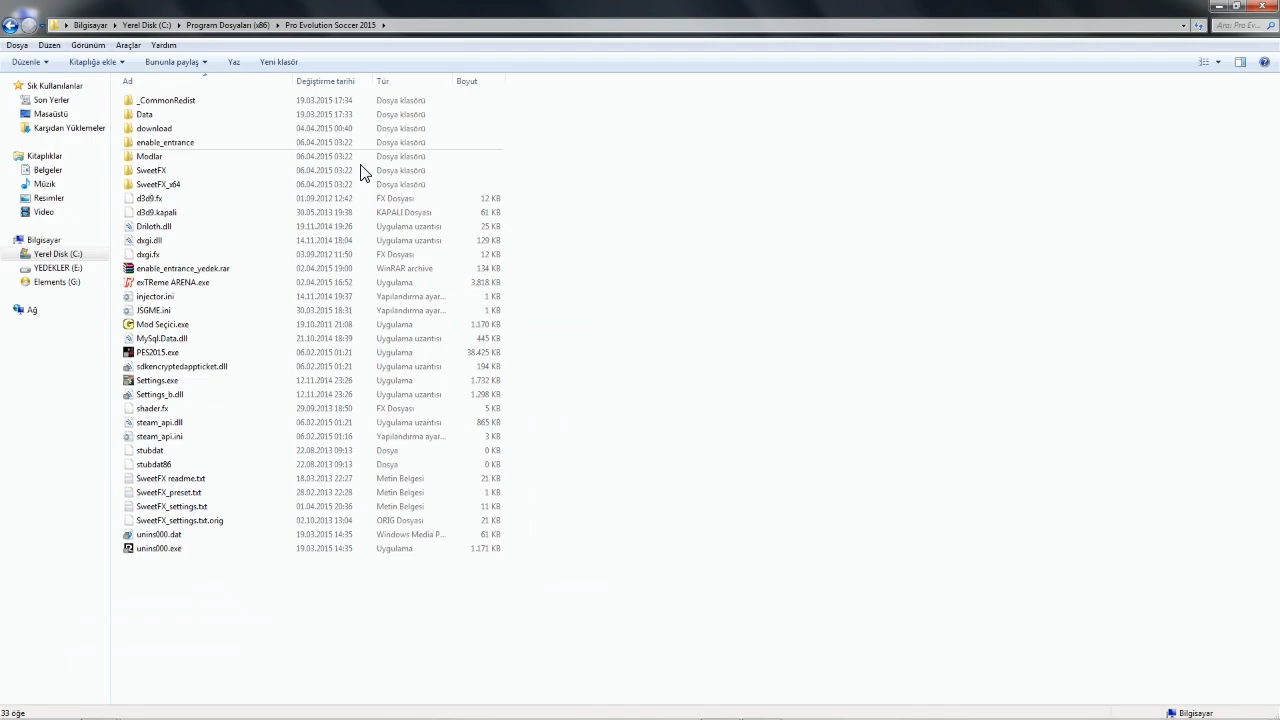 Bilgisayar ▸ Yerel Disk (C:) ▸ Program Dosyaları (x86) ▸ Pro Evolution Soccer 2015 ▸ Ara: Pro Ev...
Dosya Düzen Görünüm Araçlar Yardım
Düzenle Kitaplığa ekle Bununla paylaş Yaz Yeni klasör
Ad Değiştirme tarihi Tür Boyut
Sık Kullanılanlar
Son Yerler
Masaüstü
Karşıdan Yüklemeler
Kitaplıklar
Belgeler
Müzik
Resimler
Video
Bilgisayar
Yerel Disk (C:)
YEDEKLER (E:)
Elements (G:)
Ağ
_CommonRedist 19.03.2015 17:34 Dosya klasörü
Data 19.03.2015 17:33 Dosya klasörü
download 04.04.2015 00:40 Dosya klasörü
enable_entrance 06.04.2015 03:22 Dosya klasörü
Modlar 06.04.2015 03:22 Dosya klasörü
SweetFX 06.04.2015 03:22 Dosya klasörü
SweetFX_x64 06.04.2015 03:22 Dosya klasörü
d3d9.fx 01.09.2012 12:42 FX Dosyası 12 KB
d3d9.kapali 30.05.2013 19:38 KAPALI Dosyası 61 KB
Driloth.dll 19.11.2014 19:26 Uygulama uzantısı 25 KB
dxgi.dll 14.11.2014 18:04 Uygulama uzantısı 129 KB
dxgi.fx 03.09.2012 11:50 FX Dosyası 12 KB
enable_entrance_yedek.rar 02.04.2015 19:00 WinRAR archive 134 KB
exTReme ARENA.exe 02.04.2015 16:52 Uygulama 3.818 KB
injector.ini 14.11.2014 19:37 Yapılandırma ayar... 1 KB
JSGME.ini 30.03.2015 18:31 Yapılandırma ayar... 1 KB
Mod Seçici.exe 19.10.2011 21:08 Uygulama 1.170 KB
MySql.Data.dll 21.10.2014 18:39 Uygulama uzantısı 445 KB
PES2015.exe 06.02.2015 01:21 Uygulama 38.425 KB
sdkencryptedappticket.dll 06.02.2015 01:21 Uygulama uzantısı 194 KB
Settings.exe 12.11.2014 23:26 Uygulama 1.732 KB
Settings_b.dll 12.11.2014 23:26 Uygulama uzantısı 1.298 KB
shader.fx 29.09.2013 18:50 FX Dosyası 5 KB
steam_api.dll 06.02.2015 01:21 Uygulama uzantısı 865 KB
steam_api.ini 06.02.2015 01:16 Yapılandırma ayar... 3 KB
stubdat 22.08.2013 09:13 Dosya 0 KB
stubdat86 22.08.2013 09:13 Dosya 0 KB
SweetFX readme.txt 18.03.2013 22:27 Metin Belgesi 21 KB
SweetFX_preset.txt 28.02.2013 22:28 Metin Belgesi 1 KB
SweetFX_settings.txt 01.04.2015 20:36 Metin Belgesi 11 KB
SweetFX_settings.txt.orig 02.10.2013 13:04 ORIG Dosyası 21 KB
unins000.dat 19.03.2015 14:35 Windows Media P... 61 KB
unins000.exe 19.03.2015 14:35 Uygulama 1.171 KB
33 öğe Bilgisayar